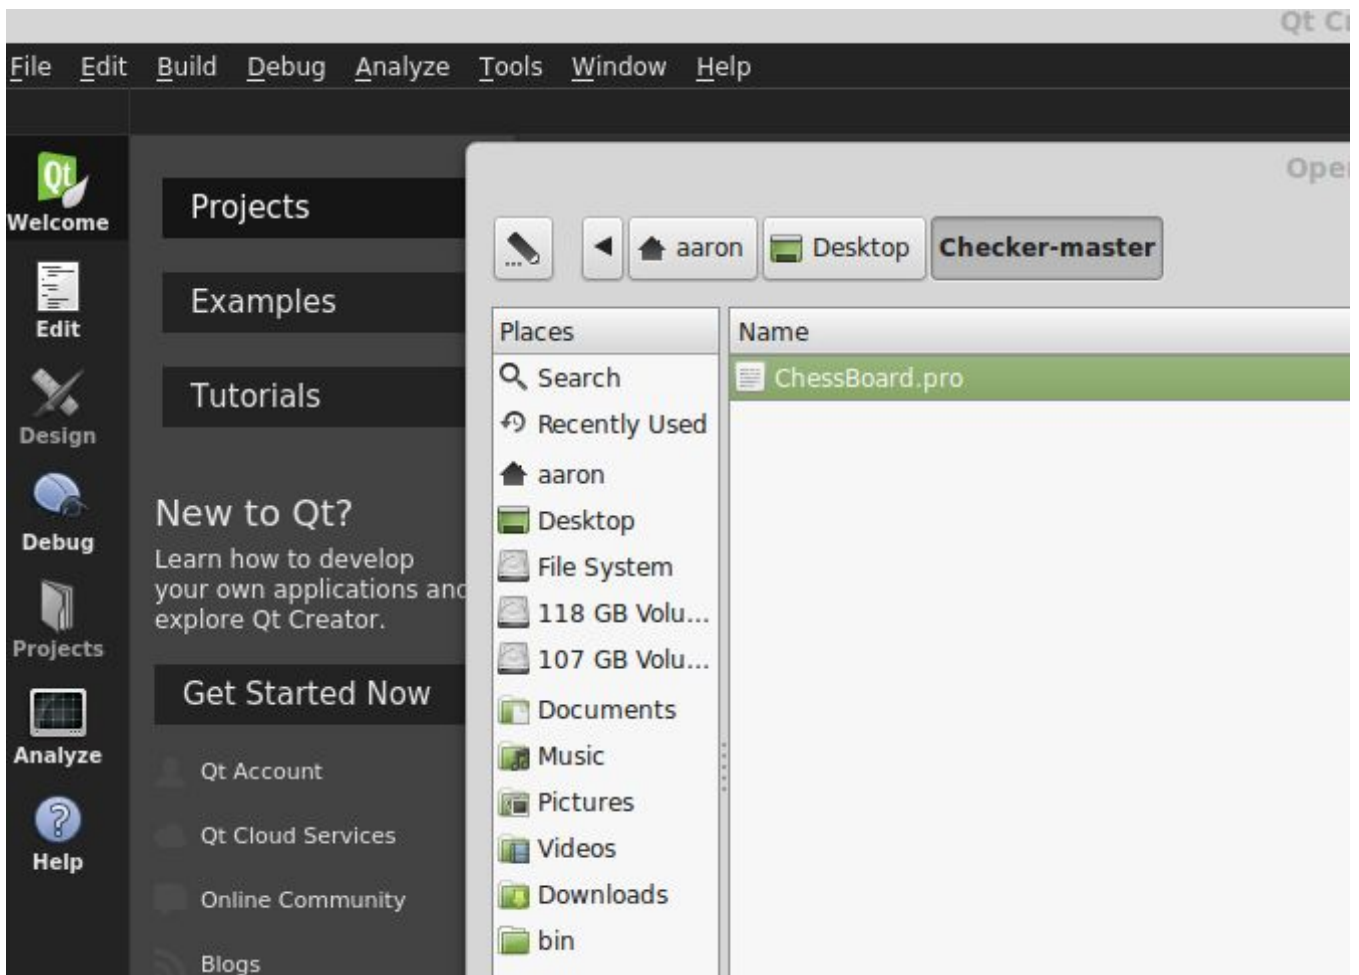 Qt C
File Edit Build Debug Analyze Tools Window Help
Qt
Welcome
Edit
Design
Debug
Projects
Analyze
Help
Projects
Examples
Tutorials
New to Qt?
Learn how to develop
your own applications and
explore Qt Creator.
Get Started Now
Qt Account
Qt Cloud Services
Online Community
Blogs
Open
aaron Desktop Checker-master
Places
Search
Recently Used
aaron
Desktop
File System
118 GB Volu...
107 GB Volu...
Documents
Music
Pictures
Videos
Downloads
bin
Name
ChessBoard.pro